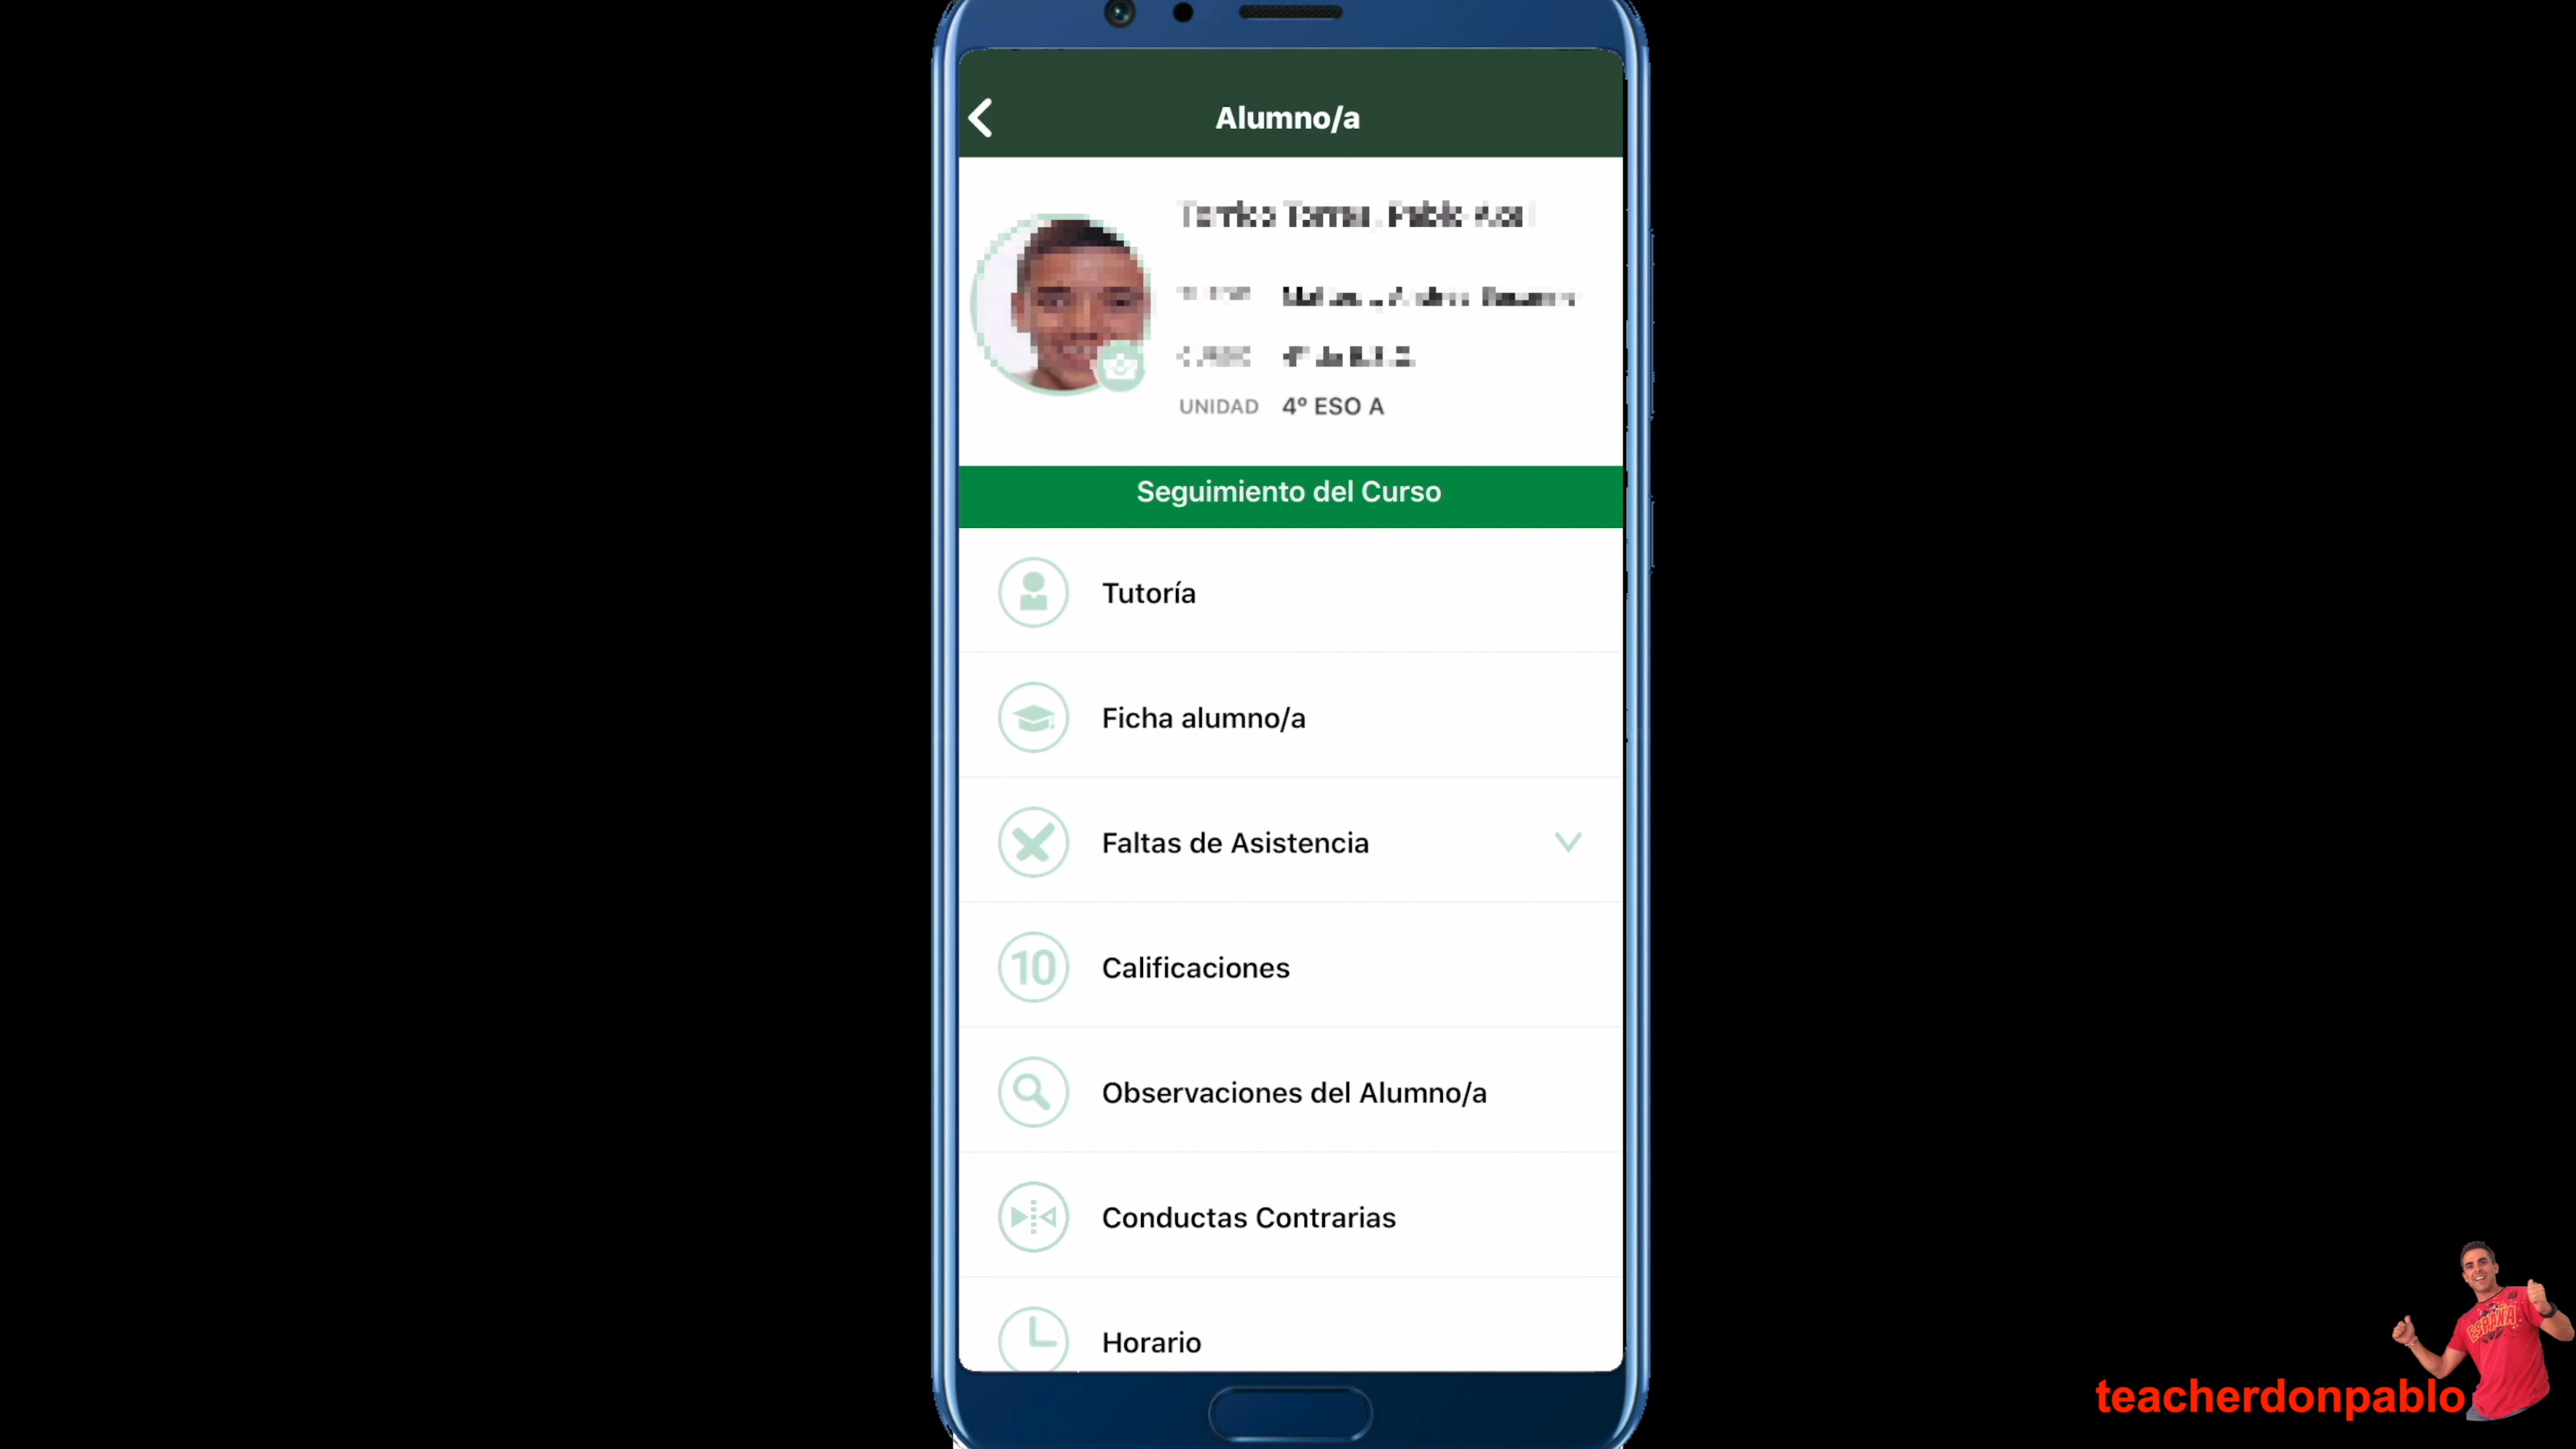 Alumno/a
UNIDAD 4º ESO A
Seguimiento del Curso
Tutoría
Ficha alumno/a
Faltas de Asistencia
10 Calificaciones
Observaciones del Alumno/a
Conductas Contrarias
Horario
ESPAÑA
teacherdonpablo